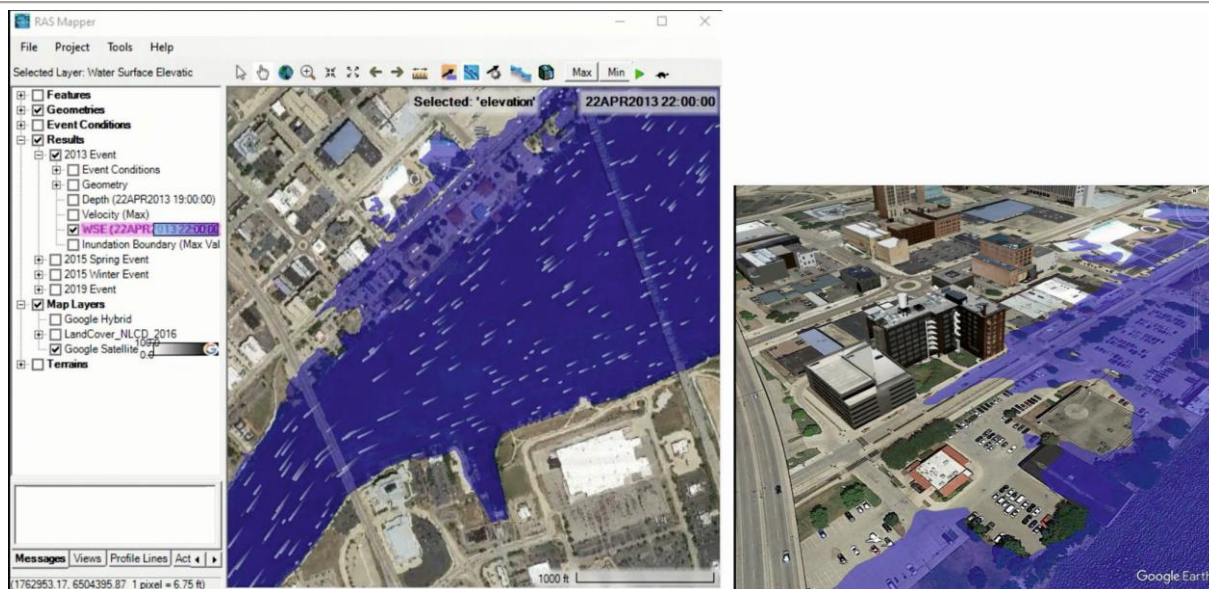 RAS Mapper
File Project Tools Help
Selected Layer: Water Surface Elevatic
Max Min
Features
Geometries
Event Conditions
Results
2013 Event
Event Conditions
Geometry
Depth (22APR2013 19:00:00)
Velocity (Max)
WSE (22APR2013 22:00:00
Inundation Boundary (Max Val
2015 Spring Event
2015 Winter Event
2019 Event
Map Layers
Google Hybrid
LandCover_NLCD_2016
Google Satellite
100.0
0.0
Terrains
Messages Views Profile Lines Act
(1762953.17, 6504395.87 1 pixel = 6.75 ft)
Selected: 'elevation' 22APR2013 22:00:00
1000 ft
Google Earth